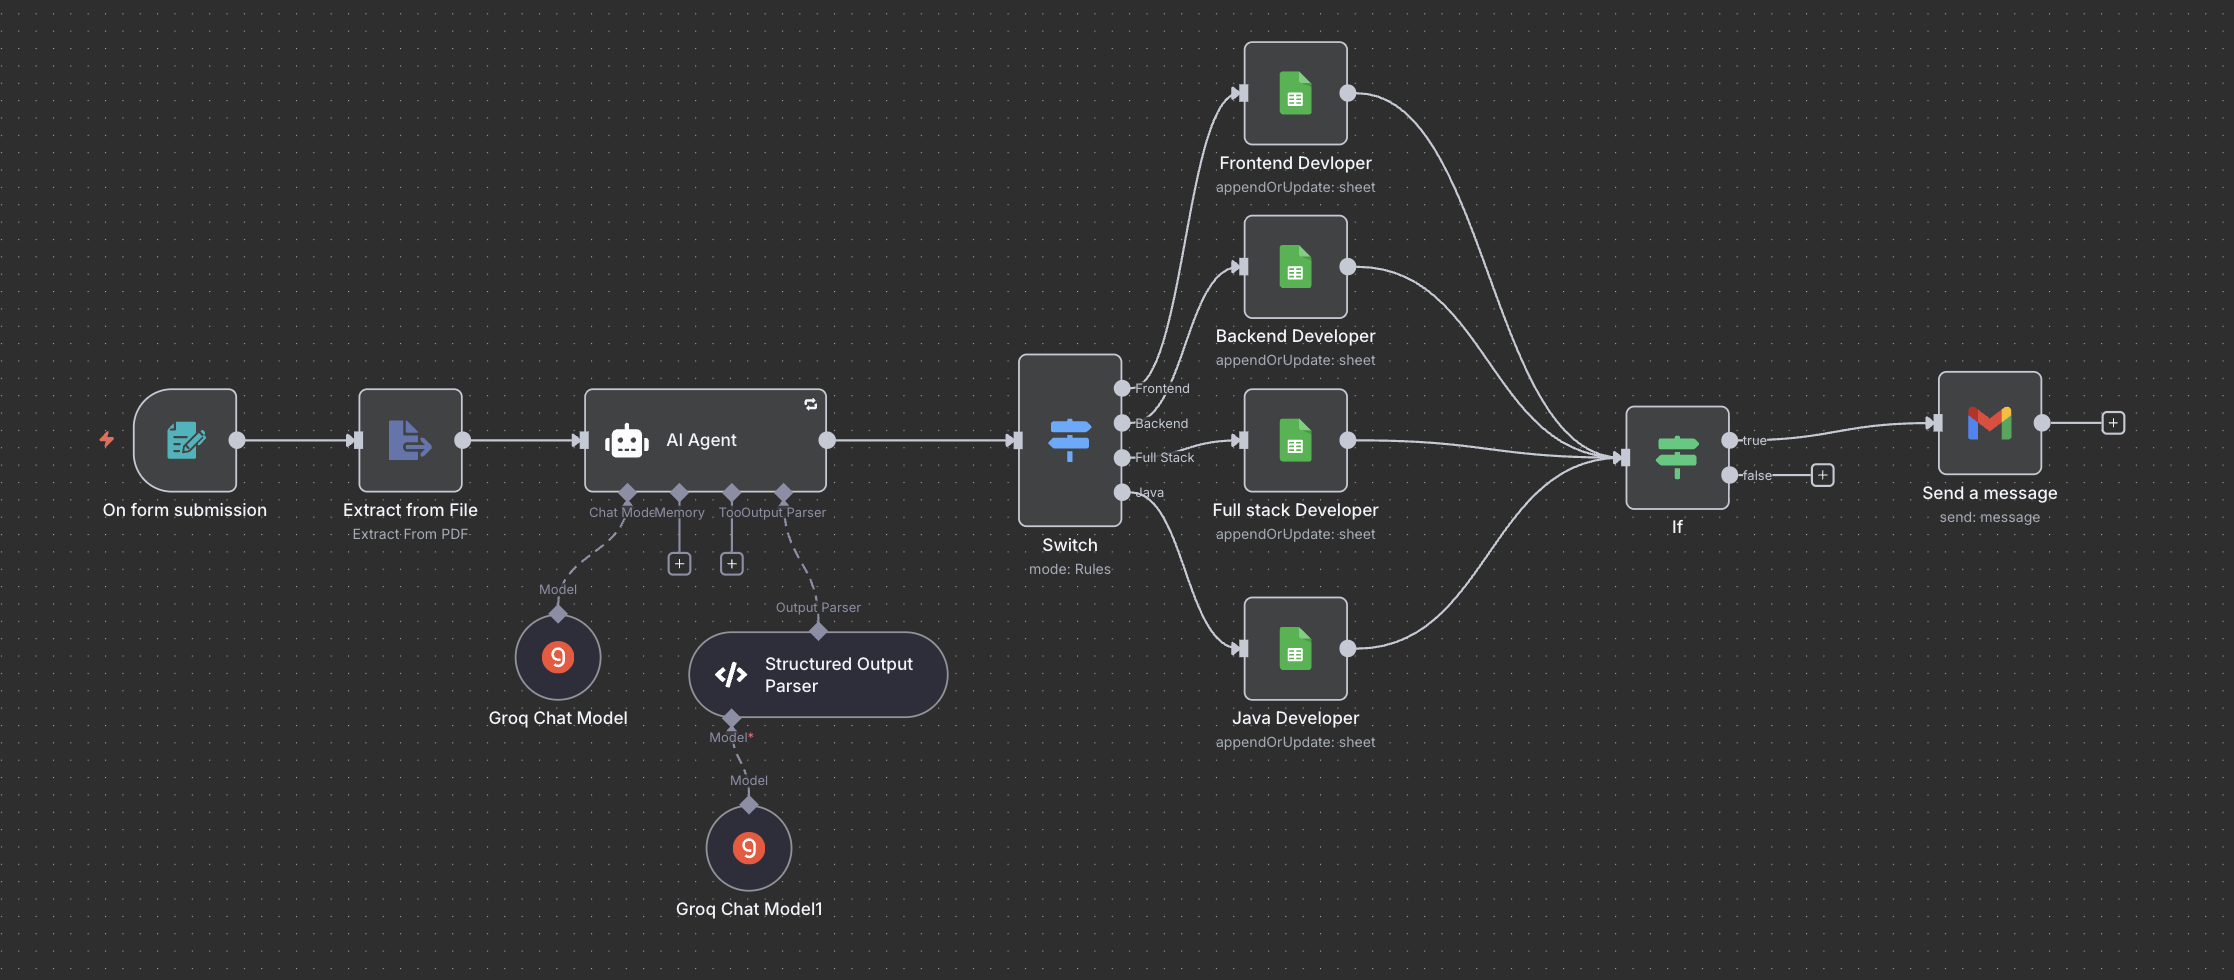 Frontend Devloper
appendOrUpdate: sheet
Backend Developer
appendOrUpdate: sheet
Frontend
Backend
Full Stack
Java
AI Agent
Chat Mode
Memory
Too
Output Parser
On form submission
Extract from File
Extract From PDF
Full stack Developer
appendOrUpdate: sheet
true
false
Send a message
send: message
If
Switch
mode: Rules
Model
Output Parser
Structured Output
Parser
Groq Chat Model
Java Developer
appendOrUpdate: sheet
Model*
Model
Groq Chat Model1